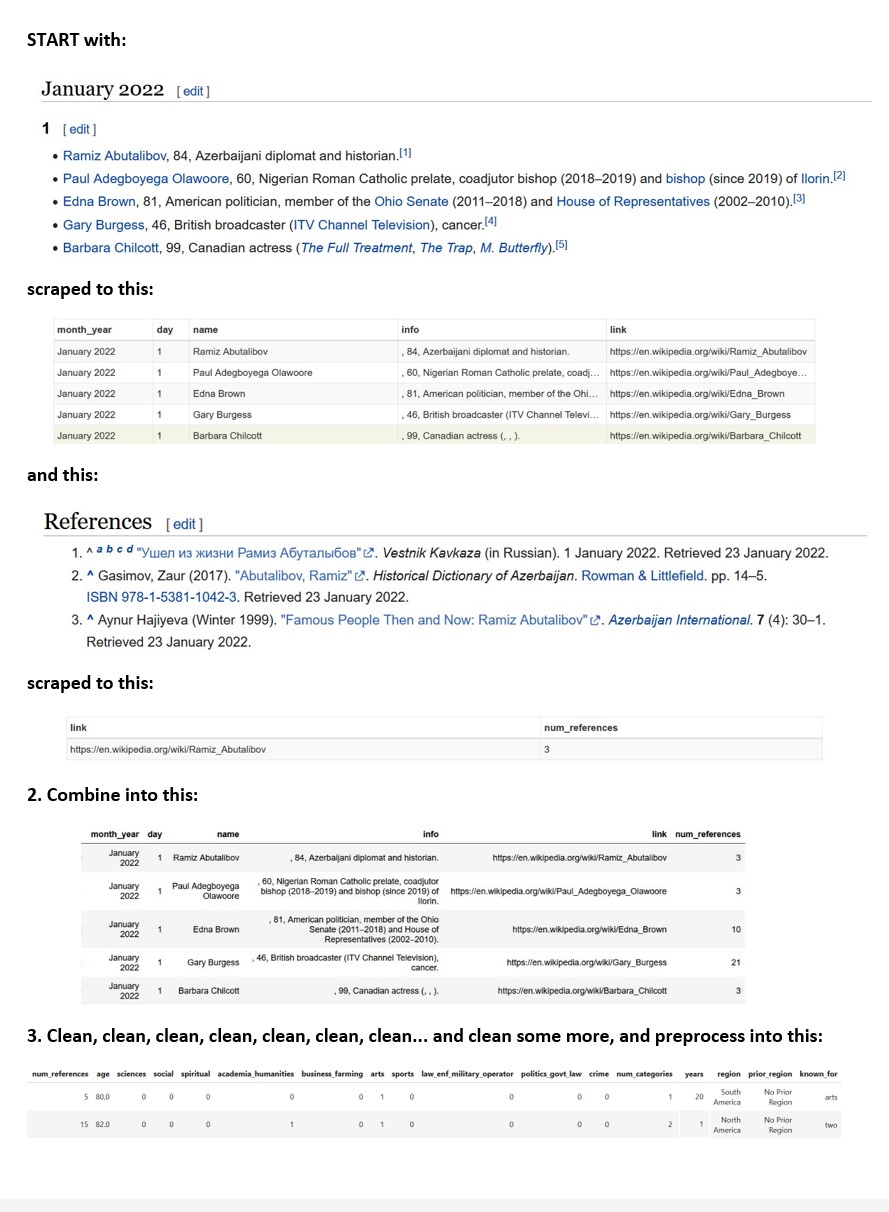 START with:
January 2022 [ edit ]
1 [ edit ]
• Ramiz Abutalibov, 84, Azerbaijani diplomat and historian.[1]
• Paul Adegboyega Olawoore, 60, Nigerian Roman Catholic prelate, coadjutor bishop (2018–2019) and bishop (since 2019) of Ilorin.[2]
• Edna Brown, 81, American politician, member of the Ohio Senate (2011–2018) and House of Representatives (2002–2010).[3]
• Gary Burgess, 46, British broadcaster (ITV Channel Television), cancer.[4]
• Barbara Chilcott, 99, Canadian actress (The Full Treatment, The Trap, M. Butterfly).[5]
scraped to this:
month_year day name info link
January 2022 1 Ramiz Abutalibov , 84, Azerbaijani diplomat and historian. https://en.wikipedia.org/wiki/Ramiz_Abutalibov
January 2022 1 Paul Adegboyega Olawoore , 60, Nigerian Roman Catholic prelate, coadj... https://en.wikipedia.org/wiki/Paul_Adegboye...
January 2022 1 Edna Brown , 81, American politician, member of the Ohi... https://en.wikipedia.org/wiki/Edna_Brown
January 2022 1 Gary Burgess , 46, British broadcaster (ITV Channel Televi... https://en.wikipedia.org/wiki/Gary_Burgess
January 2022 1 Barbara Chilcott , 99, Canadian actress (, , ). https://en.wikipedia.org/wiki/Barbara_Chilcott
and this:
References [ edit ]
1. ^ a b c d "Ушел из жизни Рамиз Абуталыбов". Vestnik Kavkaza (in Russian). 1 January 2022. Retrieved 23 January 2022.
2. ^ Gasimov, Zaur (2017). "Abutalibov, Ramiz". Historical Dictionary of Azerbaijan. Rowman & Littlefield. pp. 14–5.
ISBN 978-1-5381-1042-3. Retrieved 23 January 2022.
3. ^ Aynur Hajiyeva (Winter 1999). "Famous People Then and Now: Ramiz Abutalibov". Azerbaijan International. 7 (4): 30–1.
Retrieved 23 January 2022.
scraped to this:
link num_references
https://en.wikipedia.org/wiki/Ramiz_Abutalibov 3
2. Combine into this:
month_year day name info link num_references
January
2022 1 Ramiz Abutalibov , 84, Azerbaijani diplomat and historian. https://en.wikipedia.org/wiki/Ramiz_Abutalibov 3
January
2022 1 Paul Adegboyega
Olawoore , 60, Nigerian Roman Catholic prelate, coadjutor
bishop (2018–2019) and bishop (since 2019) of
Ilorin. https://en.wikipedia.org/wiki/Paul_Adegboyega_Olawoore 3
January
2022 1 Edna Brown , 81, American politician, member of the Ohio
Senate (2011–2018) and House of
Representatives (2002–2010). https://en.wikipedia.org/wiki/Edna_Brown 10
January
2022 1 Gary Burgess , 46, British broadcaster (ITV Channel Television),
cancer. https://en.wikipedia.org/wiki/Gary_Burgess 21
January
2022 1 Barbara Chilcott , 99, Canadian actress (, , ). https://en.wikipedia.org/wiki/Barbara_Chilcott 3
3. Clean, clean, clean, clean, clean, clean, clean... and clean some more, and preprocess into this:
num_references age sciences social spiritual academia_humanities business_farming arts sports law_enf_military_operator politics_govt_law crime num_categories years region prior_region known_for
5 80.0 0 0 0 0 0 1 0 0 0 0 1 20 South
America No Prior
Region arts
15 82.0 0 0 0 1 0 1 0 0 0 0 2 1 North
America No Prior
Region two